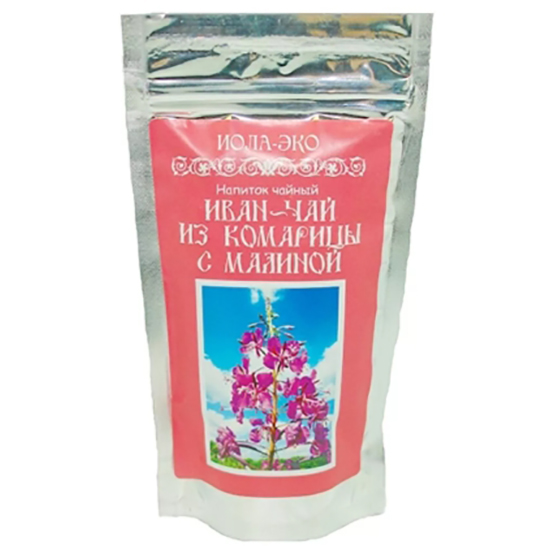 ИОЛА-ЭКО
Напиток чайный
ИВАН-ЧАЙ
ИЗ КОМАРИЦЫ
С МАЛИНОЙ